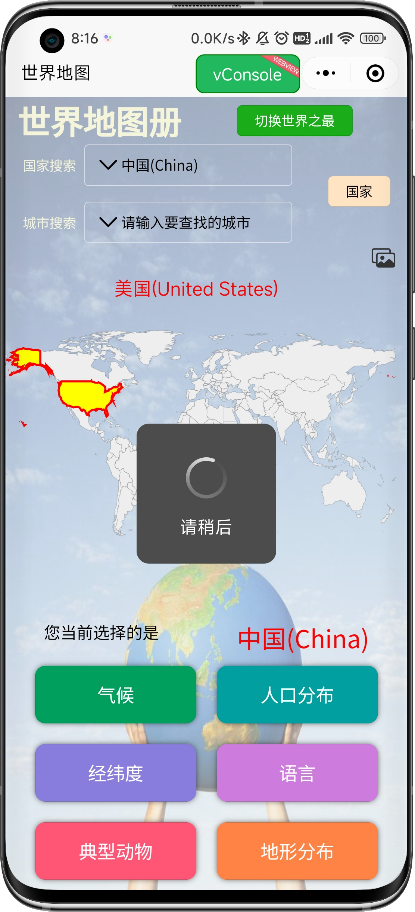 8:16 0.0K/s HD 100
世界地图 vConsole WEBVIEW
世界地图册 切换世界之最
国家搜索 中国(China)
国家
城市搜索 请输入要查找的城市
美国(United States)
请稍后
您当前选择的是 中国(China)
气候 人口分布
经纬度 语言
典型动物 地形分布